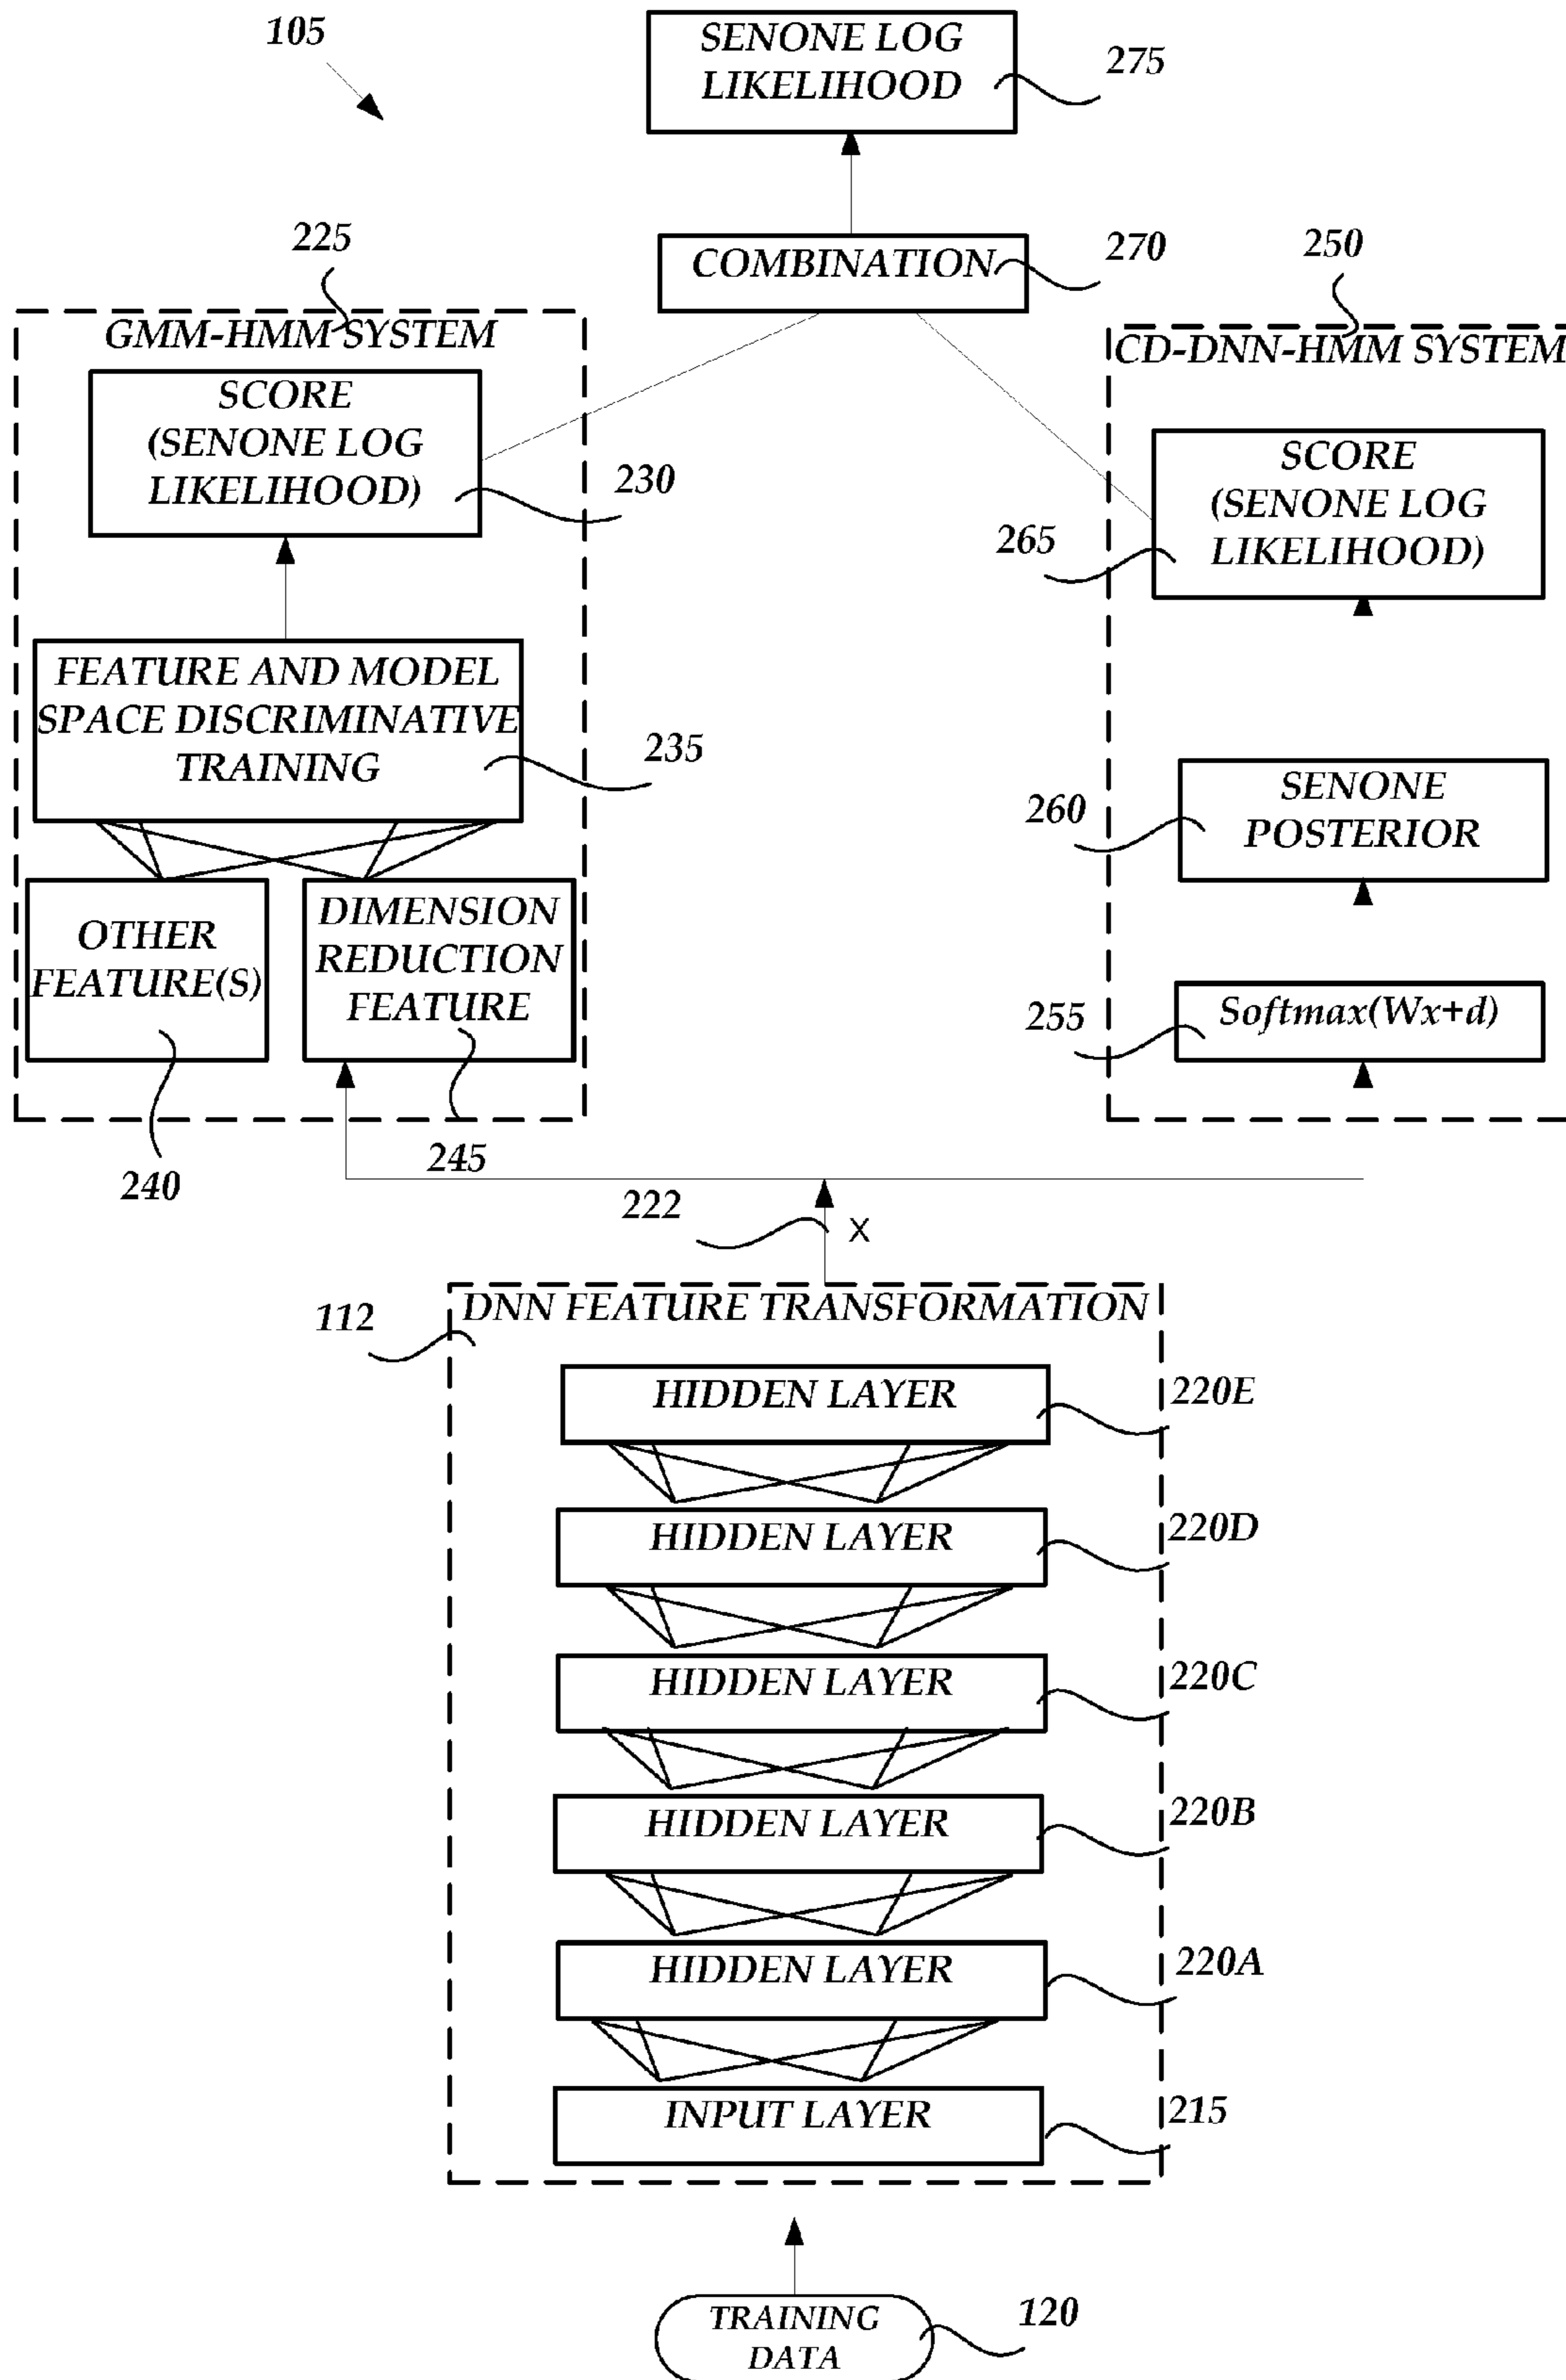 105
SENONE LOG
LIKELIHOOD
275
225
COMBINATION
270
250
GMM-HMM SYSTEM
CD-DNN-HMM SYSTEM
SCORE
(SENONE LOG
LIKELIHOOD)
230
SCORE
(SENONE LOG
LIKELIHOOD)
265
FEATURE AND MODEL
SPACE DISCRIMINATIVE
TRAINING
235
SENONE
POSTERIOR
260
OTHER
FEATURE(S)
DIMENSION
REDUCTION
FEATURE
255
Softmax(Wx+d)
240
245
222
X
112
DNN FEATURE TRANSFORMATION
HIDDEN LAYER
220E
HIDDEN LAYER
220D
HIDDEN LAYER
220C
HIDDEN LAYER
220B
HIDDEN LAYER
220A
INPUT LAYER
215
TRAINING
DATA
120